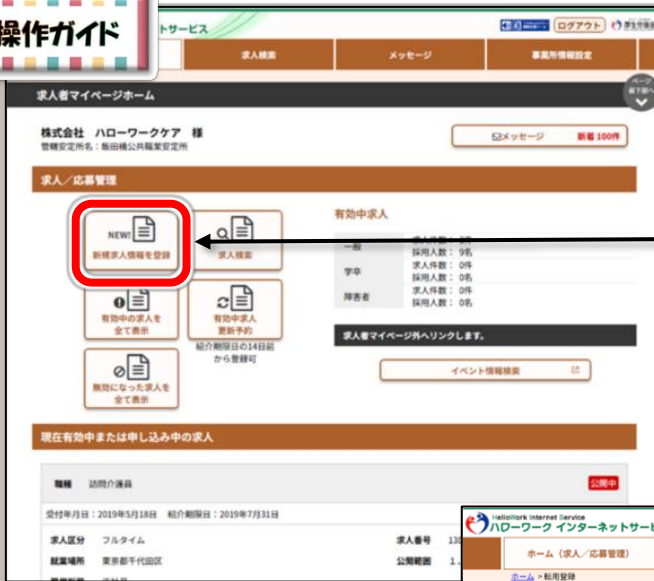 操作ガイド
トサービス
ログアウト
求人検索
メッセージ
事業所情報設定
求人者マイページホーム
株式会社 ハローワークケア 様
管轄安定所名：飯田橋公共職業安定所
メッセージ 新着 100件
求人／応募管理
NEW!
新規求人情報を登録
求人検索
有効中の求人を
全て表示
有効中求人
更新予約
紹介期限日の14日前
から登録可
無効になった求人を
全て表示
有効中求人
一般
採用人数： 9名
学卒
求人件数： 0件
採用人数： 0名
障害者
求人件数： 0件
採用人数： 0名
求人者マイページ外へリンクします。
イベント情報検索
現在有効中または申し込み中の求人
職種 訪問介護員
公開中
受付年月日：2019年5月18日 紹介期限日：2019年7月31日
求人区分 フルタイム
求人番号
就業場所 東京都千代田区
公開範囲 1．
HelloWork Internet Service
ハローワーク インターネットサービ
ホーム（求人／応募管理）
ホーム > 転用登録